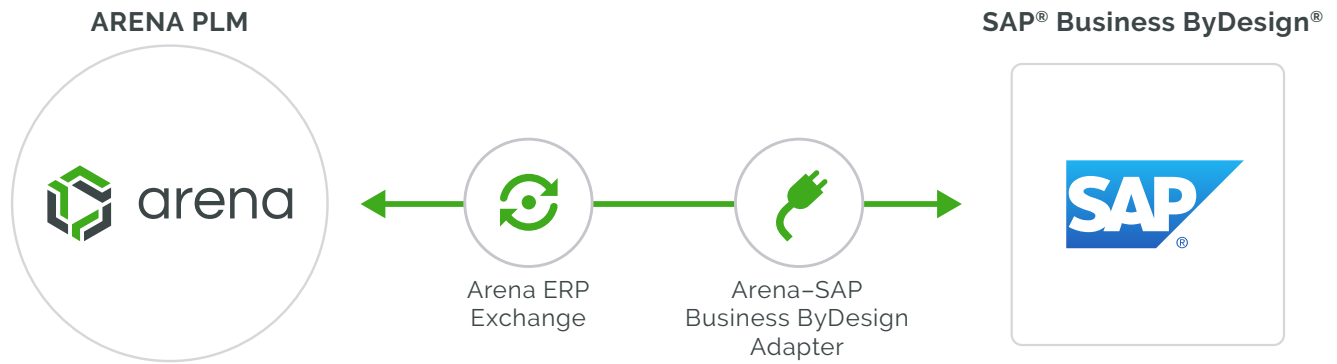 ARENA PLM
SAP® Business ByDesign®
arena
SAP
®
Arena ERP
Exchange
Arena–SAP
Business ByDesign
Adapter